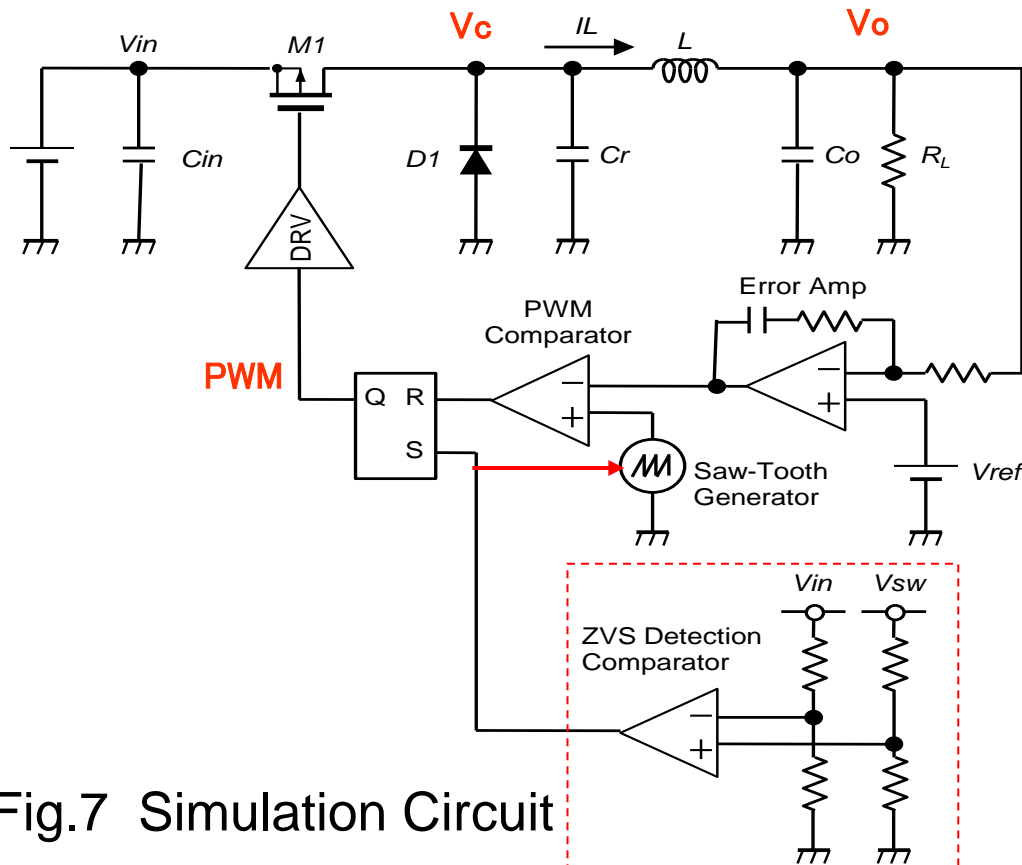 Vc
IL
L
Vo
Vin
M1
Cin
D1
Cr
Co
RL
DRV
Error Amp
PWM
Comparator
PWM
Q R
S
Saw-Tooth
Generator
Vref
Vin
Vsw
ZVS Detection
Comparator
Fig.7 Simulation Circuit